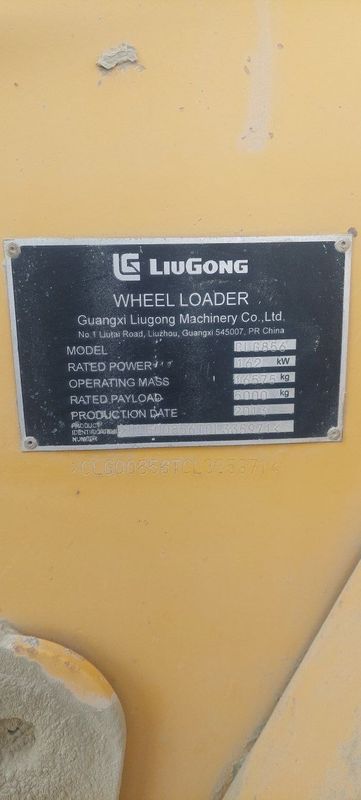 LG LiuGong
WHEEL LOADER
Guangxi Liugong Machinery Co.,Ltd.
No.1 Liutai Road, Liuzhou, Guangxi 545007, PR China
MODEL CLG856
RATED POWER 162 kW
OPERATING MASS kg
RATED PAYLOAD 5000 kg
PRODUCTION DATE
PRODUCT
IDENTIFICATION
NUMBER